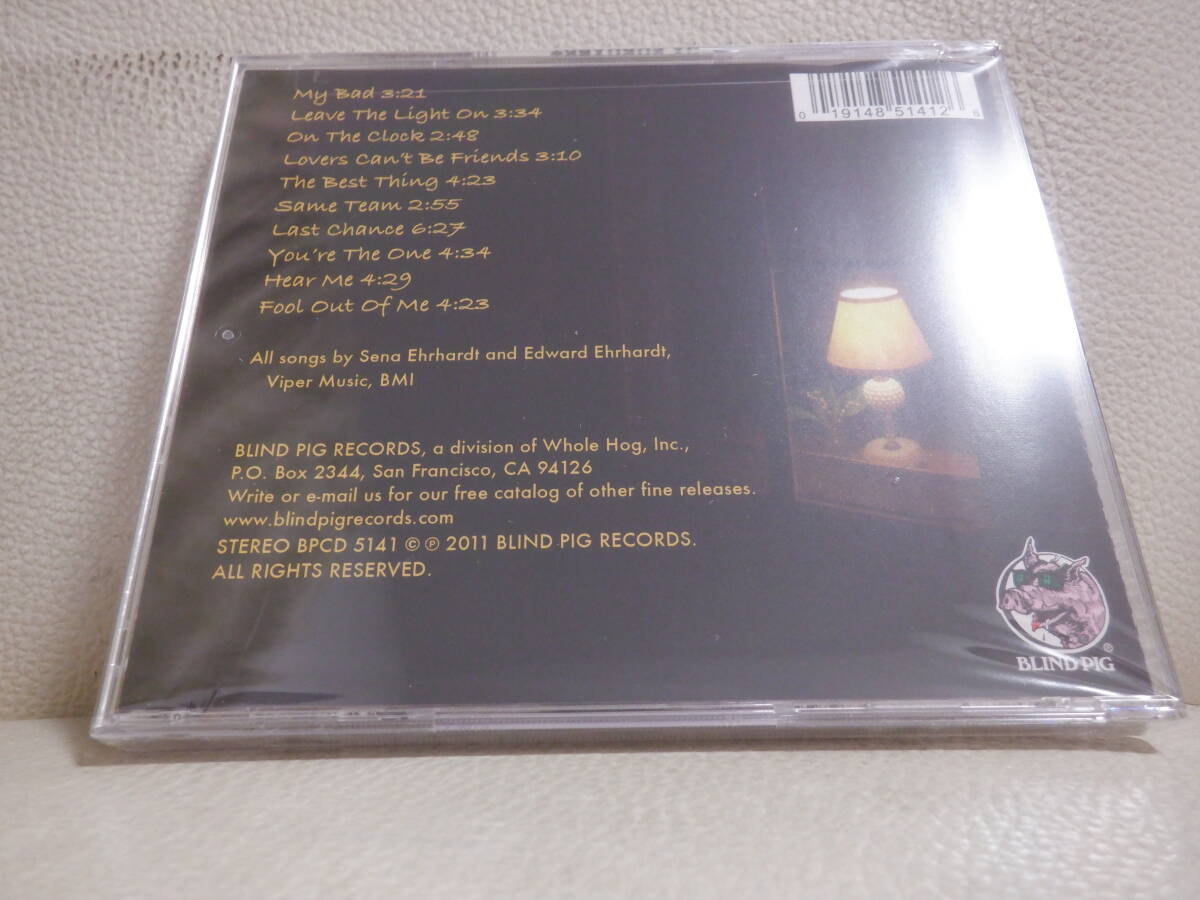 My Bad 3:21
Leave The Light On 3:34
On The Clock 2:48
Lovers Can't Be Friends 3:10
The Best Thing 4:23
Same Team 2:55
Last Chance 6:27
You're The One 4:34
Hear Me 4:29
Fool Out Of Me 4:23
All songs by Sena Ehrhardt and Edward Ehrhardt,
Viper Music, BMI
BLIND PIG RECORDS, a division of Whole Hog, Inc.,
P.O. Box 2344, San Francisco, CA 94126
Write or e-mail us for our free catalog of other fine releases.
www.blindpigrecords.com
STEREO BPCD 5141 © ℗ 2011 BLIND PIG RECORDS.
ALL RIGHTS RESERVED.
0 19148 51412 6
®
BLIND PIG